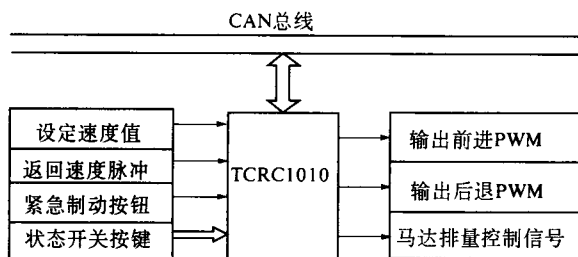 CAN总线
设定速度值
返回速度脉冲
紧急制动按钮
状态开关按键
TCRC1010
输出前进PWM
输出后退PWM
马达排量控制信号